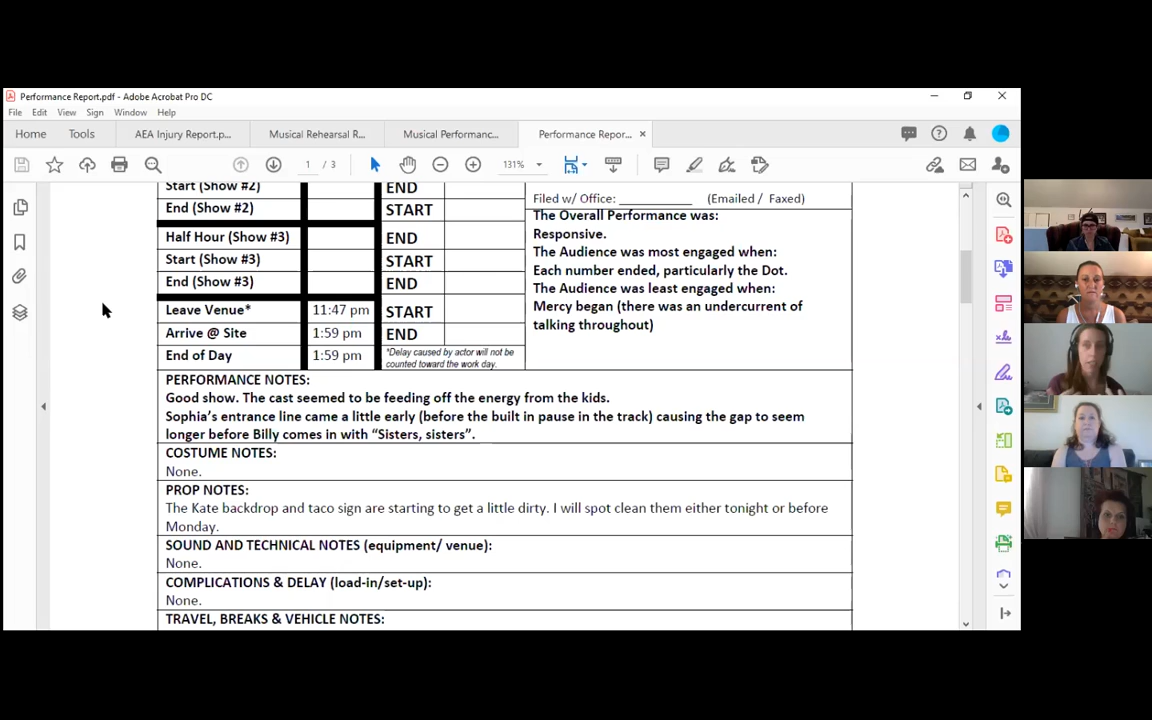 Performance Report.pdf - Adobe Acrobat Pro DC
File Edit View Sign Window Help
Home Tools AEA Injury Report.p... Musical Rehearsal R... Musical Performanc... Performance Repor... ×
1 / 3 131%
Start (Show #2) END
End (Show #2) START
Half Hour (Show #3) END
Start (Show #3) START
End (Show #3) END
Leave Venue* 11:47 pm START
Arrive @ Site 1:59 pm END
End of Day 1:59 pm
*Delay caused by actor will not be
counted toward the work day.
Filed w/ Office: __________ (Emailed / Faxed)
The Overall Performance was:
Responsive.
The Audience was most engaged when:
Each number ended, particularly the Dot.
The Audience was least engaged when:
Mercy began (there was an undercurrent of
talking throughout)
PERFORMANCE NOTES:
Good show. The cast seemed to be feeding off the energy from the kids.
Sophia's entrance line came a little early (before the built in pause in the track) causing the gap to seem
longer before Billy comes in with "Sisters, sisters".
COSTUME NOTES:
None.
PROP NOTES:
The Kate backdrop and taco sign are starting to get a little dirty. I will spot clean them either tonight or before
Monday.
SOUND AND TECHNICAL NOTES (equipment/ venue):
None.
COMPLICATIONS & DELAY (load-in/set-up):
None.
TRAVEL, BREAKS & VEHICLE NOTES: